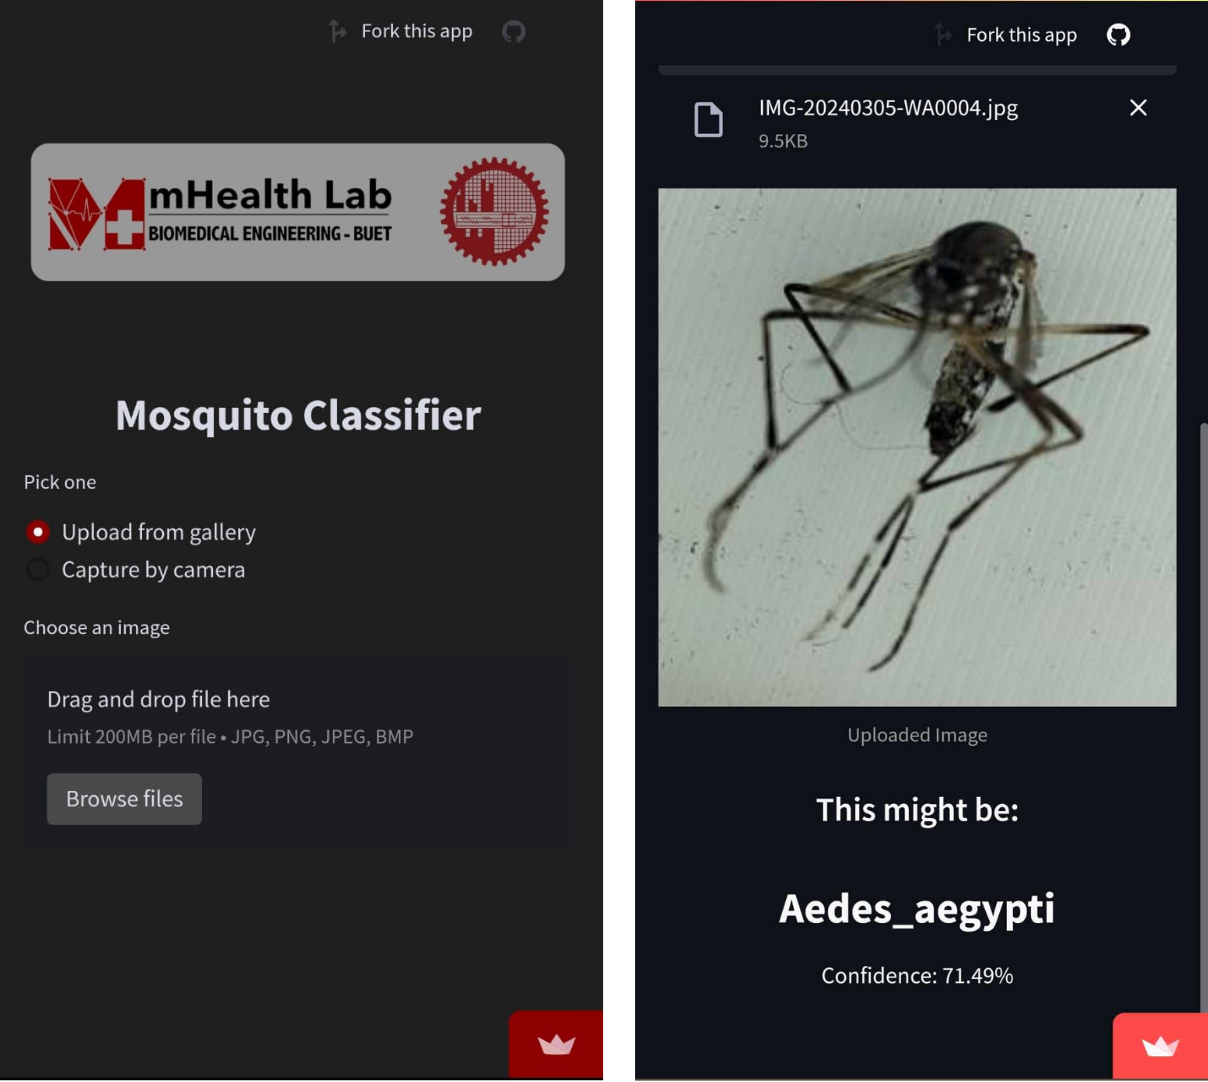 Fork this app
mHealth Lab
BIOMEDICAL ENGINEERING - BUET
Mosquito Classifier
Pick one
Upload from gallery
Capture by camera
Choose an image
Drag and drop file here
Limit 200MB per file • JPG, PNG, JPEG, BMP
Browse files
Fork this app
IMG-20240305-WA0004.jpg
9.5KB
Uploaded Image
This might be:
Aedes_aegypti
Confidence: 71.49%